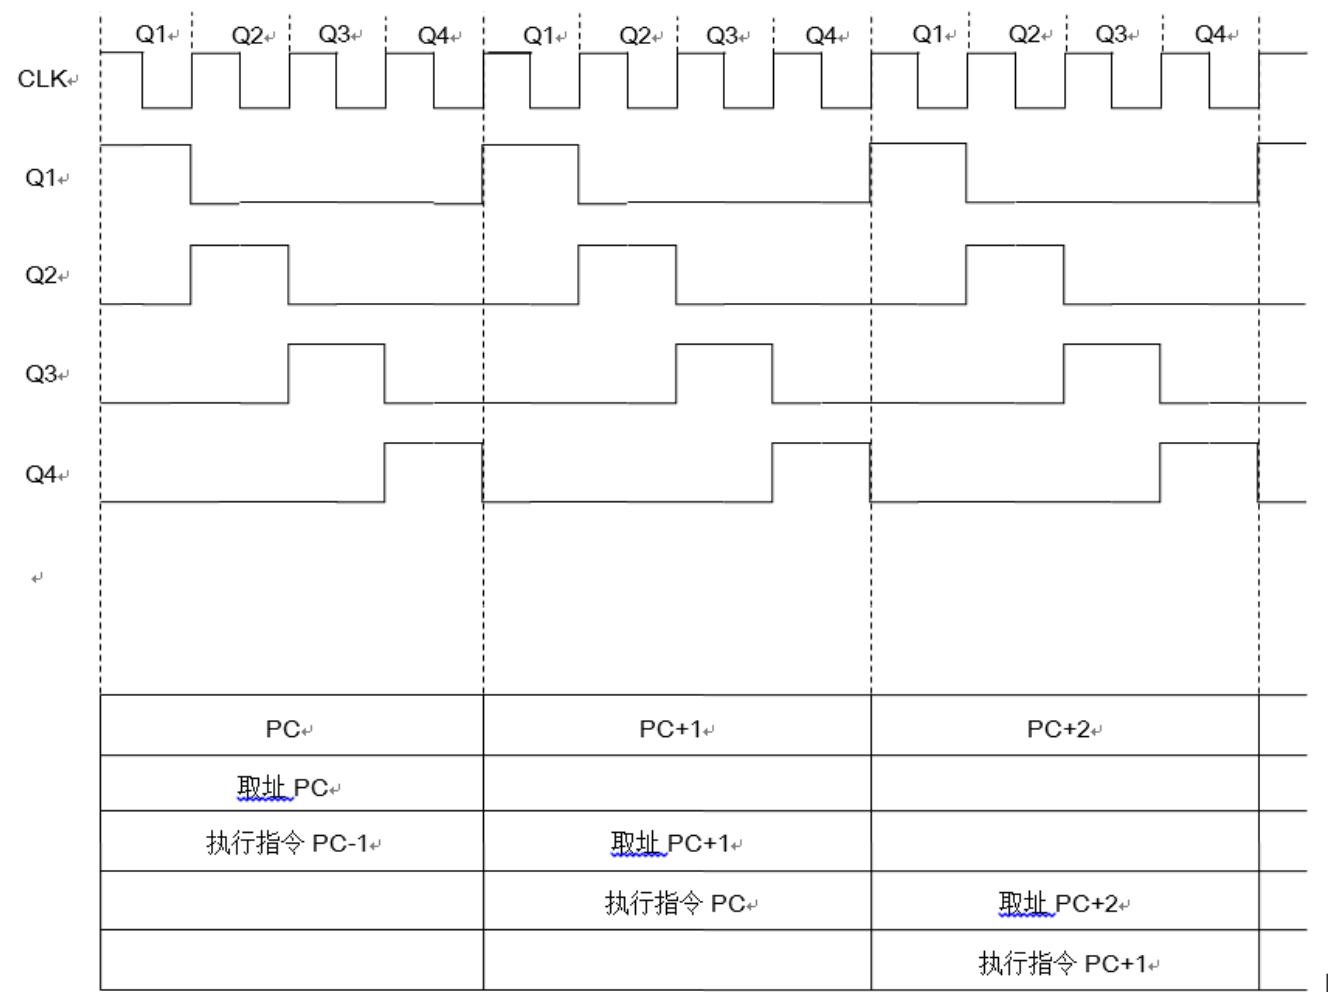 Q1 Q2 Q3 Q4 Q1 Q2 Q3 Q4 Q1 Q2 Q3 Q4
CLK
Q1
Q2
Q3
Q4
PC PC+1 PC+2
取址 PC
执行指令 PC-1 取址 PC+1
执行指令 PC 取址 PC+2
执行指令 PC+1